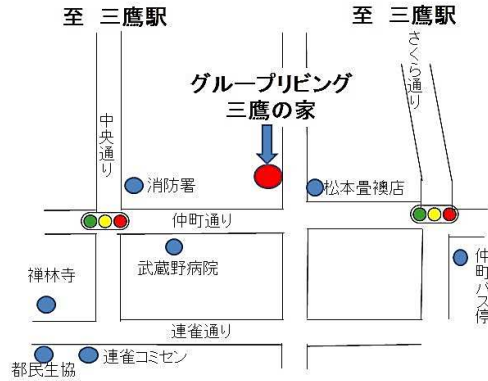 至 三鷹駅
至 三鷹駅
さくら通り
グループリビング
三鷹の家
中央通り
消防署
松本畳襖店
仲町通り
武蔵野病院
仲町バス停
禅林寺
連雀通り
都民生協
連雀コミセン